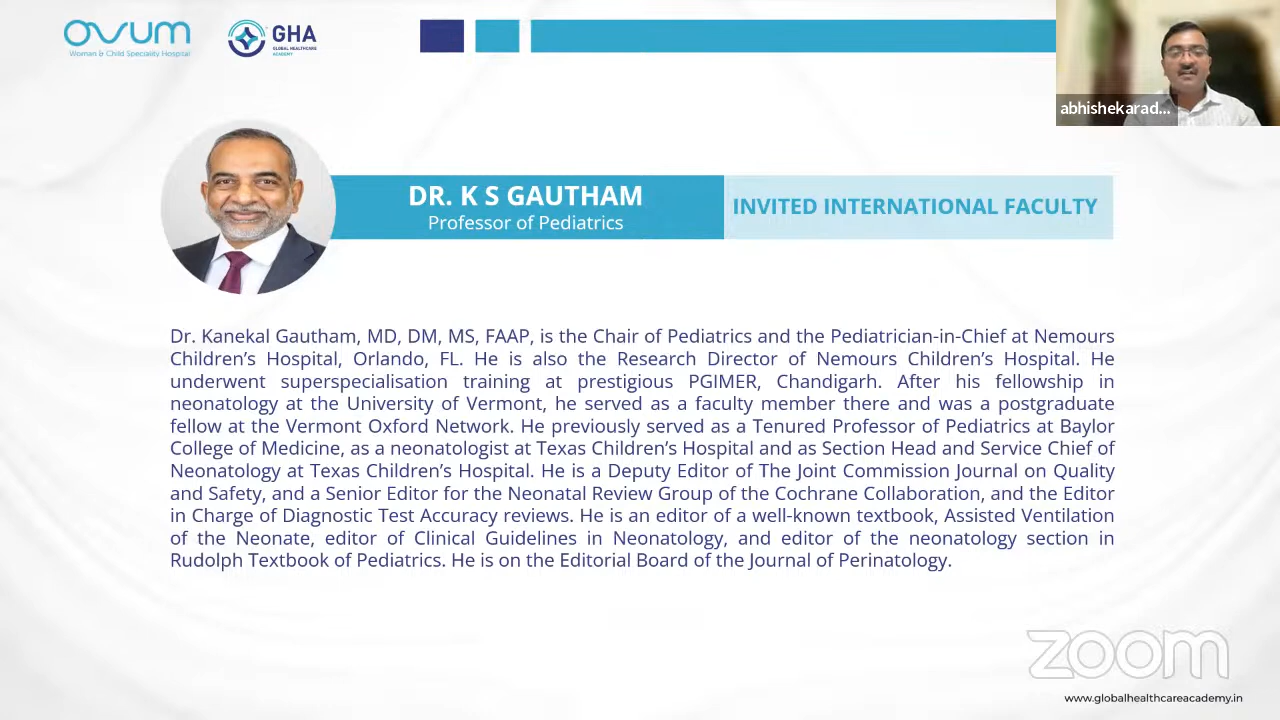 ovum
Woman & Child Speciality Hospital
GHA
GLOBAL HEALTHCARE
ACADEMY
abhishekarad...
DR. K S GAUTHAM
Professor of Pediatrics
INVITED INTERNATIONAL FACULTY
Dr. Kanekal Gautham, MD, DM, MS, FAAP, is the Chair of Pediatrics and the Pediatrician-in-Chief at Nemours
Children's Hospital, Orlando, FL. He is also the Research Director of Nemours Children's Hospital. He
underwent superspecialisation training at prestigious PGIMER, Chandigarh. After his fellowship in
neonatology at the University of Vermont, he served as a faculty member there and was a postgraduate
fellow at the Vermont Oxford Network. He previously served as a Tenured Professor of Pediatrics at Baylor
College of Medicine, as a neonatologist at Texas Children's Hospital and as Section Head and Service Chief of
Neonatology at Texas Children's Hospital. He is a Deputy Editor of The Joint Commission Journal on Quality
and Safety, and a Senior Editor for the Neonatal Review Group of the Cochrane Collaboration, and the Editor
in Charge of Diagnostic Test Accuracy reviews. He is an editor of a well-known textbook, Assisted Ventilation
of the Neonate, editor of Clinical Guidelines in Neonatology, and editor of the neonatology section in
Rudolph Textbook of Pediatrics. He is on the Editorial Board of the Journal of Perinatology.
zoom
www.globalhealthcareacademy.in